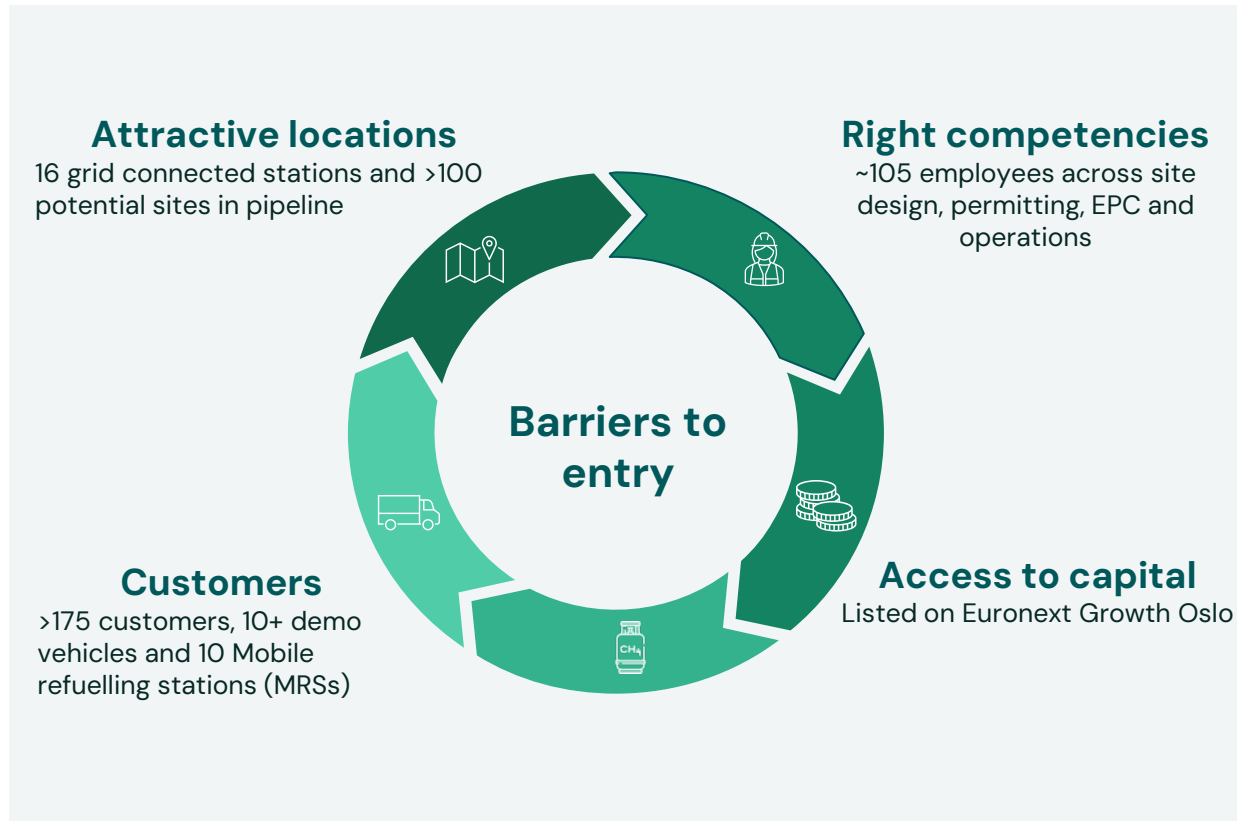 Attractive locations
16 grid connected stations and >100
potential sites in pipeline
Right competencies
~105 employees across site
design, permitting, EPC and
operations
Barriers to
entry
Customers
>175 customers, 10+ demo
vehicles and 10 Mobile
refuelling stations (MRSs)
Access to capital
Listed on Euronext Growth Oslo
CH₄